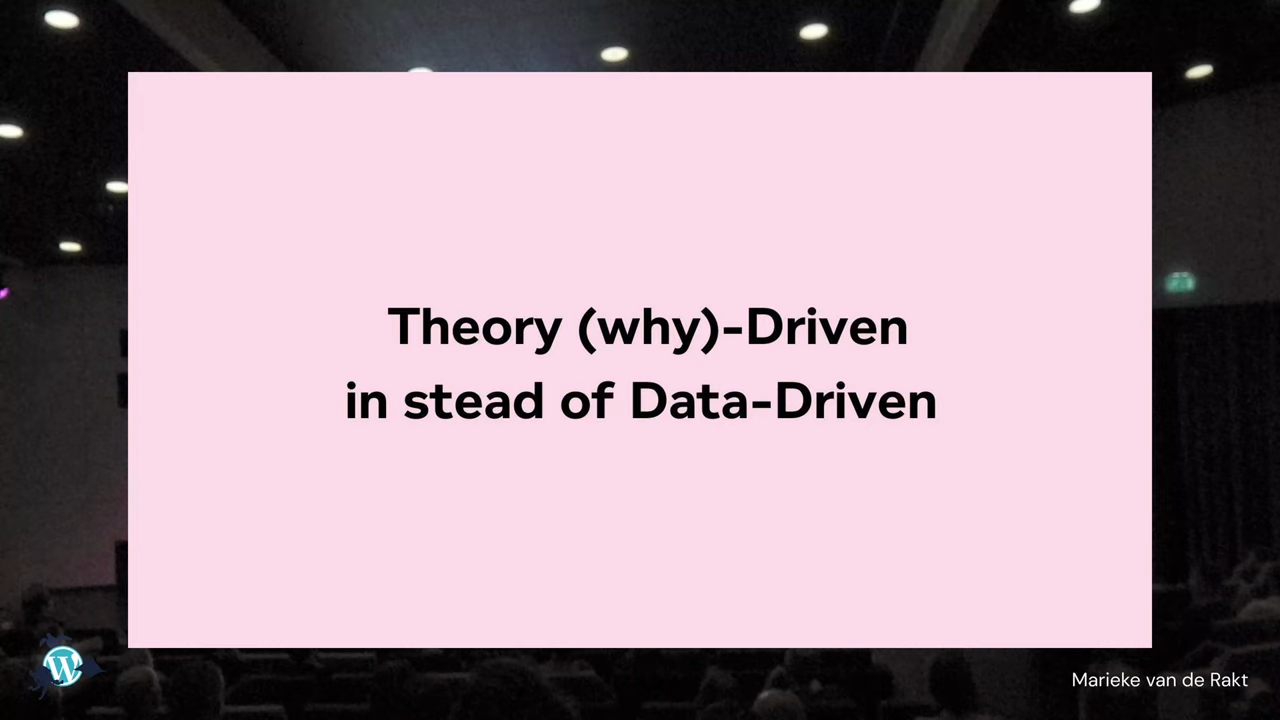 Theory (why)-Driven
in stead of Data-Driven
W
Marieke van de Rakt